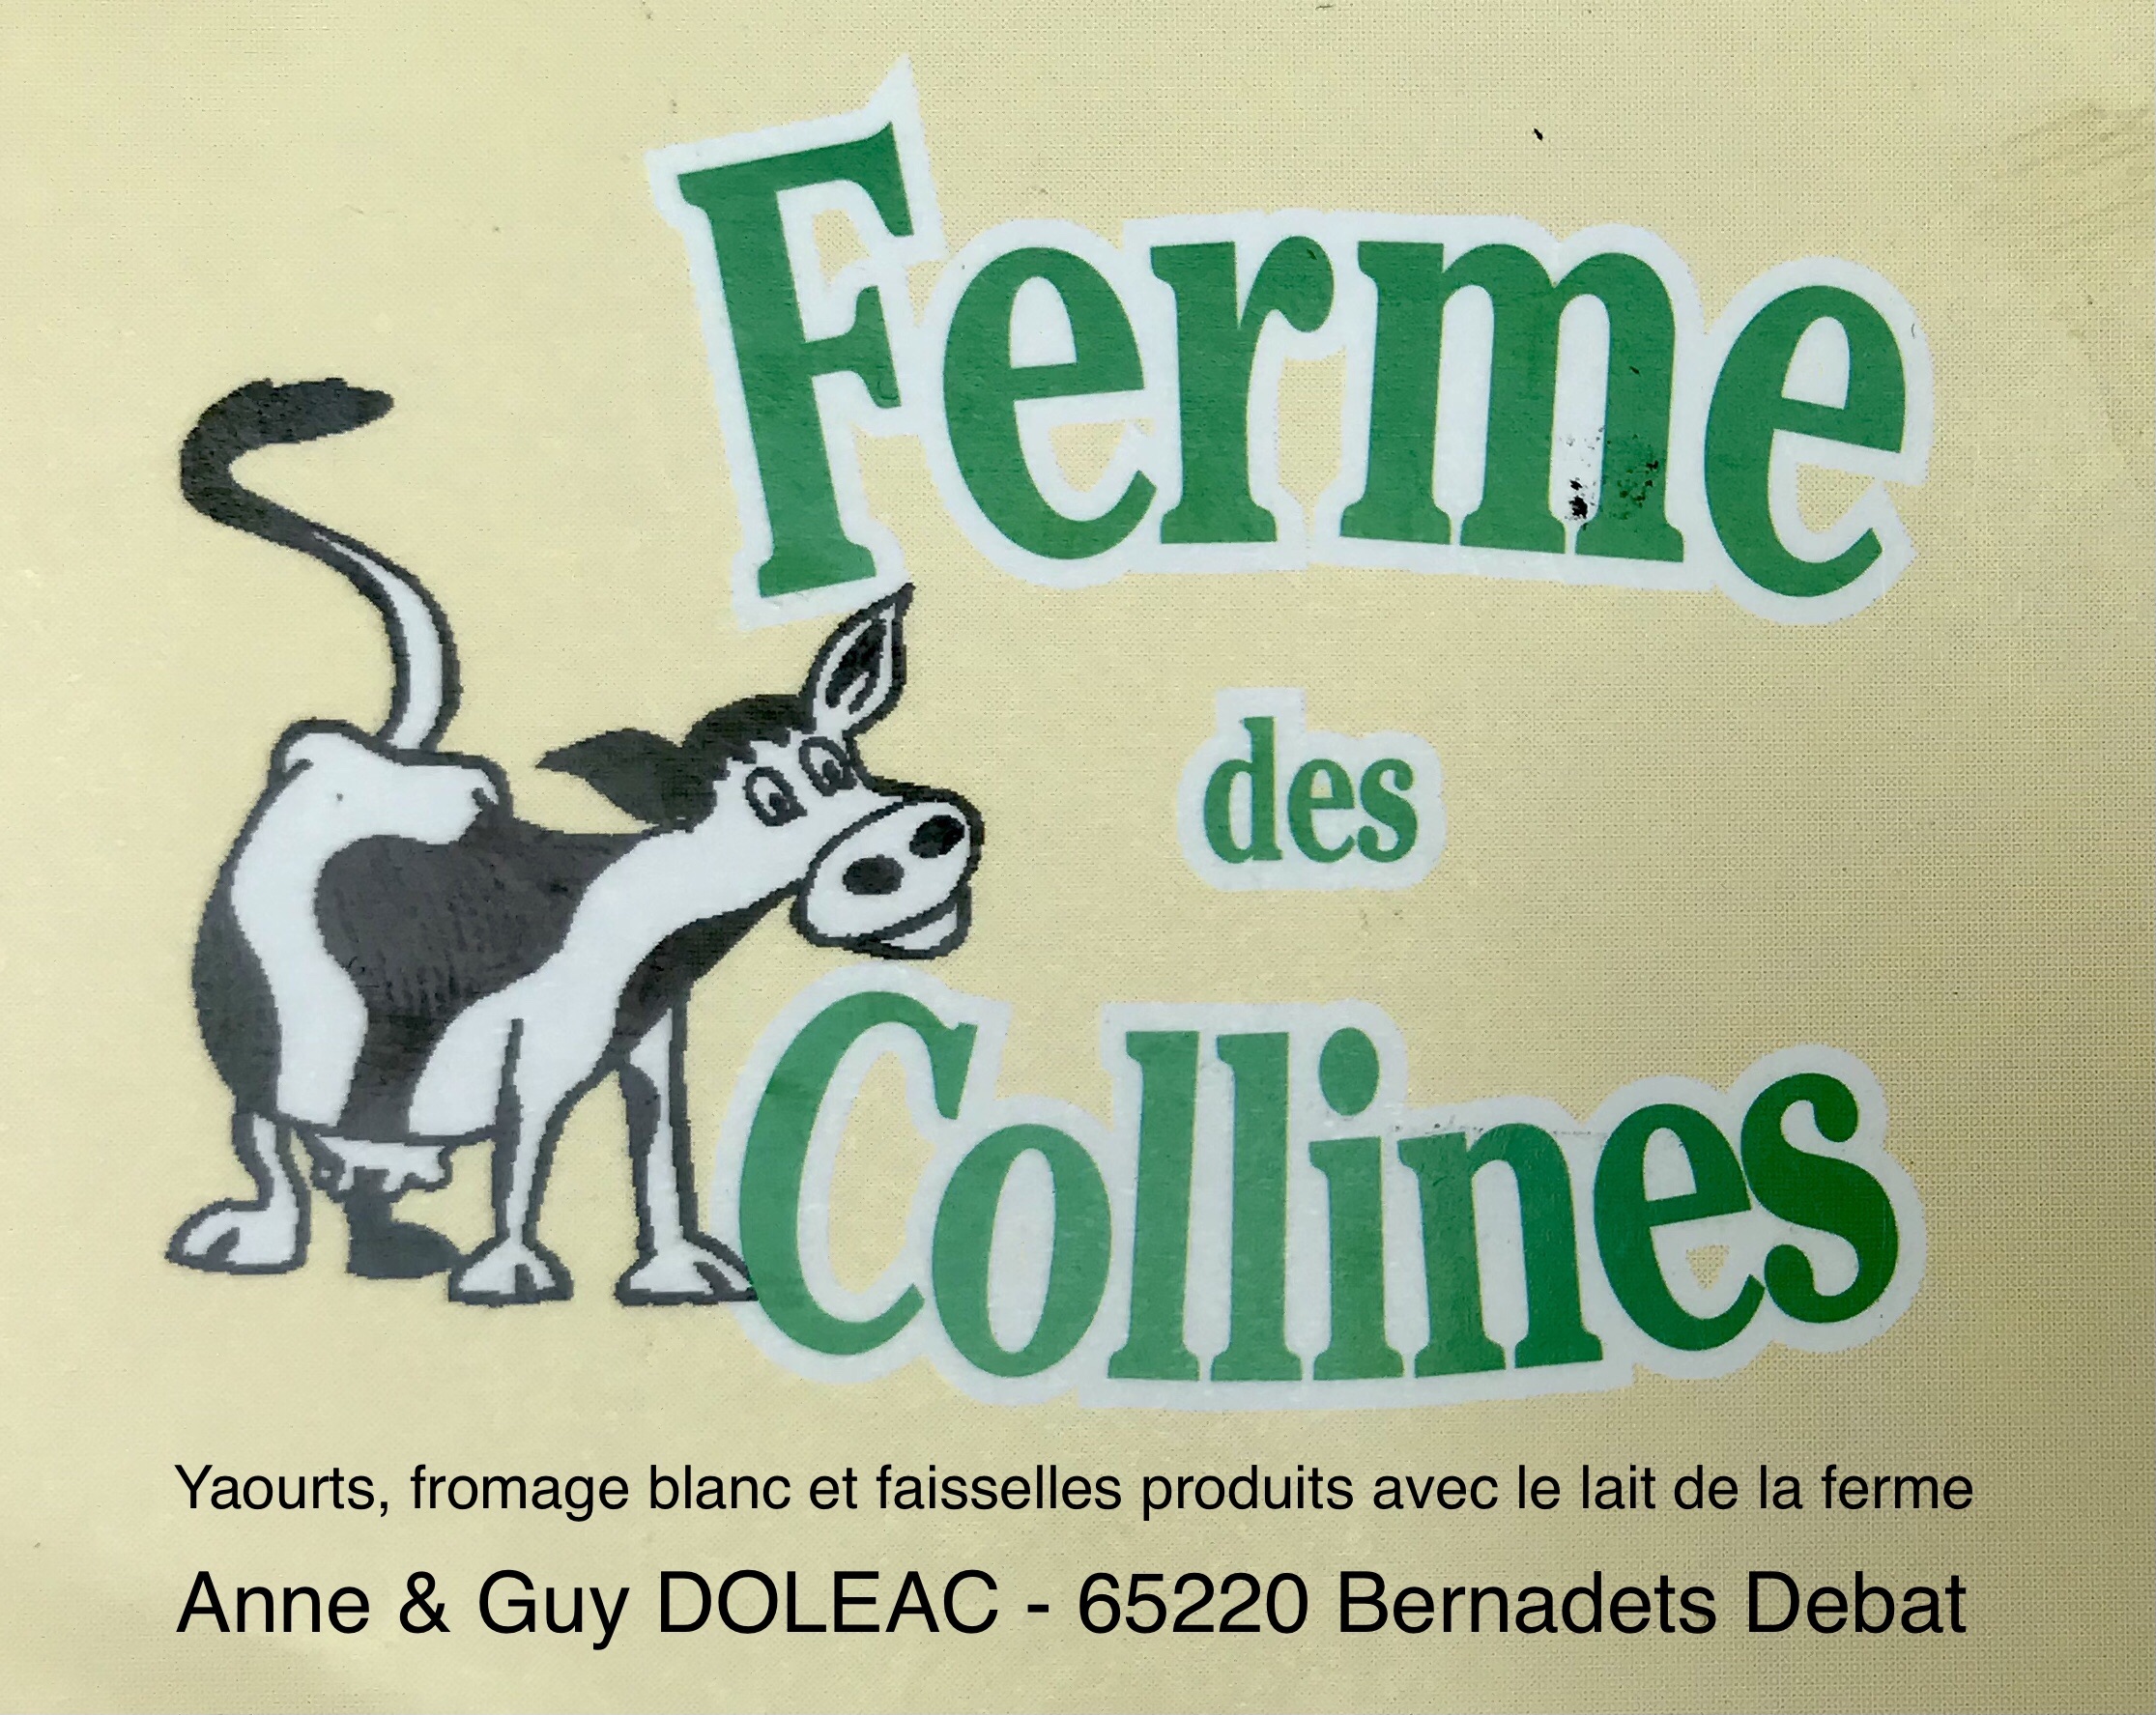 Ferme
des
Collines
Yaourts, fromage blanc et faisselles produits avec le lait de la ferme
Anne & Guy DOLEAC - 65220 Bernadets Debat